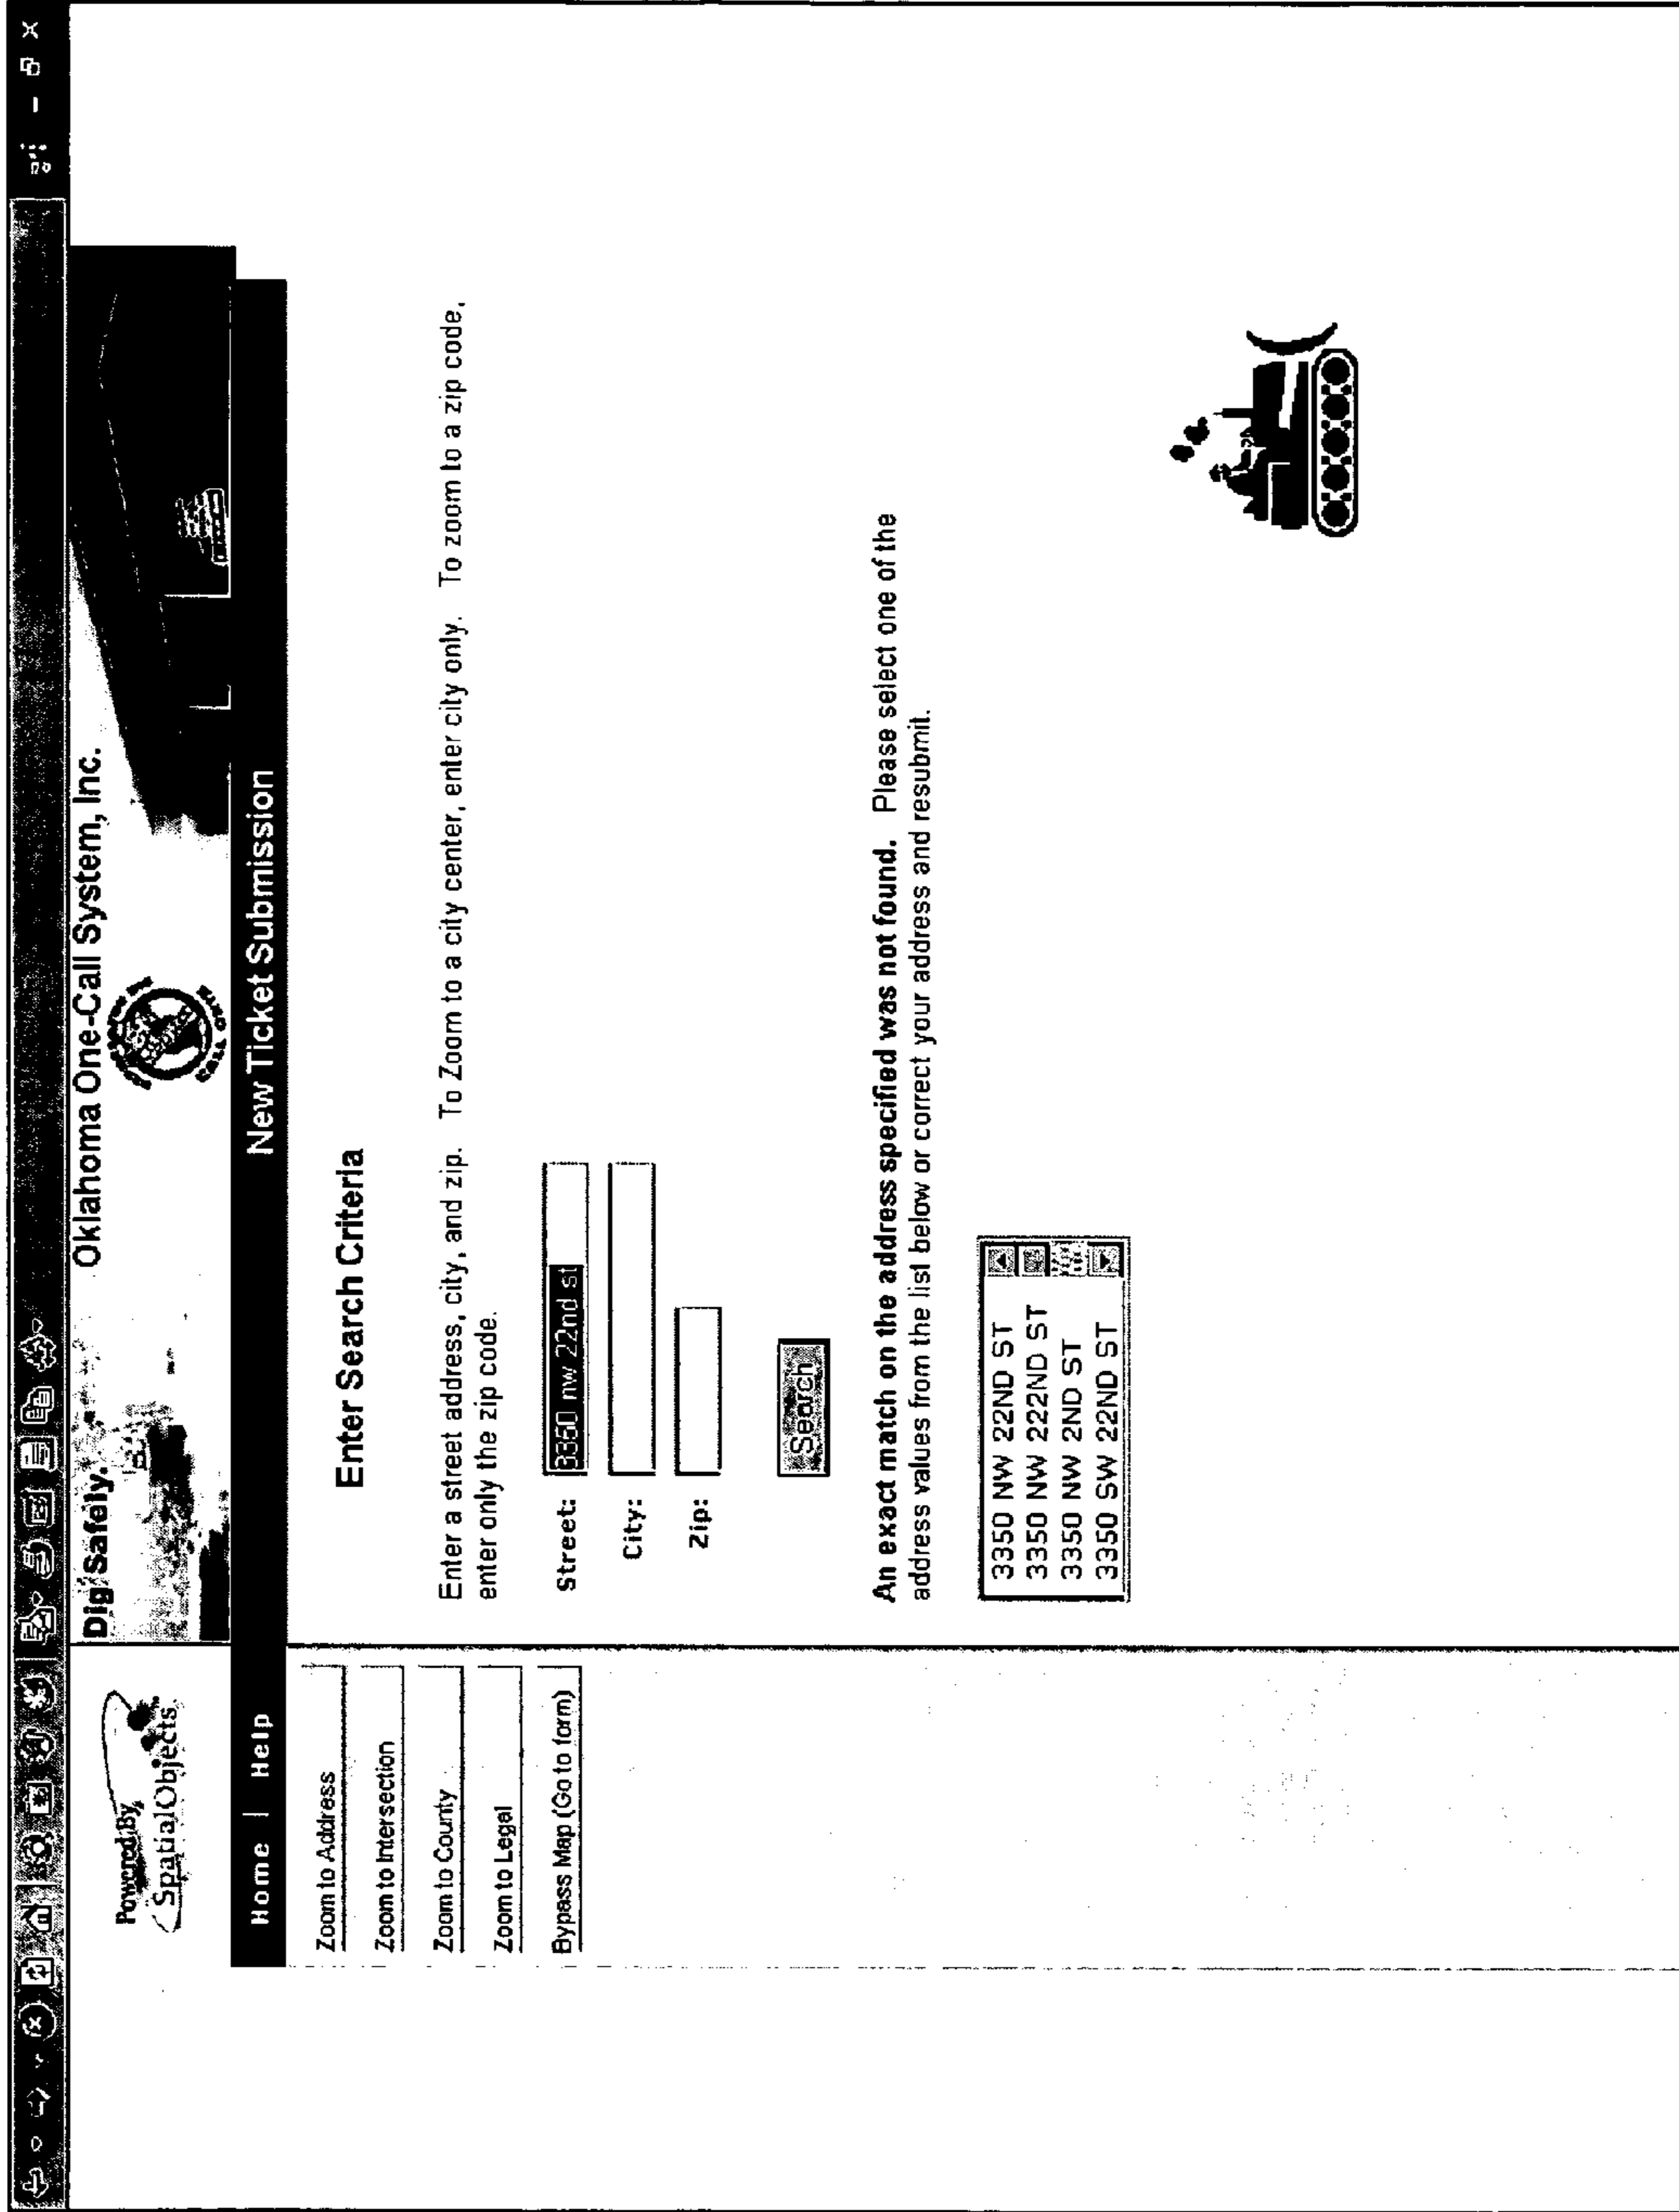 Powered By
SpatialObjects
Dig Safely.
Oklahoma One-Call System, Inc.
Home | Help
New Ticket Submission
Zoom to Address
Zoom to Intersection
Zoom to County
Zoom to Legal
Bypass Map (Go to form)
Enter Search Criteria
Enter a street address, city, and zip. To Zoom to a city center, enter city only. To zoom to a zip code,
enter only the zip code.
Street: 3350 nw 22nd st
City:
Zip:
Search
An exact match on the address specified was not found. Please select one of the
address values from the list below or correct your address and resubmit.
3350 NW 22ND ST
3350 NW 222ND ST
3350 NW 2ND ST
3350 SW 22ND ST